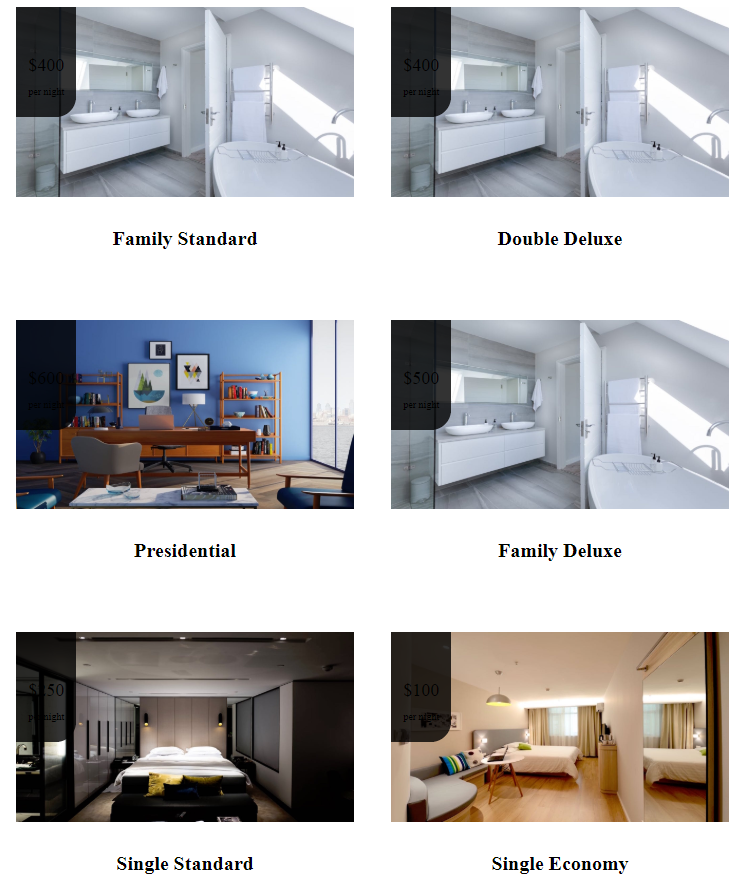 $400
per night
$400
per night
Family Standard
Double Deluxe
$600
per night
$500
per night
Presidential
Family Deluxe
$250
per night
$100
per night
Single Standard
Single Economy